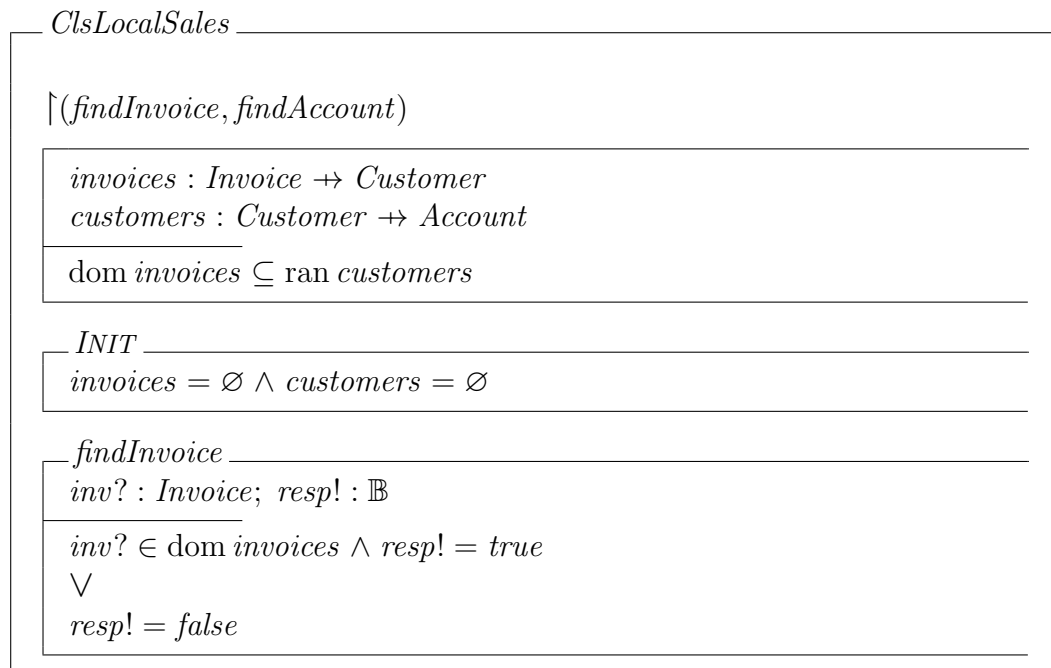 ClsLocalSales
↾(findInvoice, findAccount)
invoices : Invoice ⇸ Customer
customers : Customer ⇸ Account
dom invoices ⊆ ran customers
INIT
invoices = ∅ ∧ customers = ∅
findInvoice
inv? : Invoice; resp! : 𝔹
inv? ∈ dom invoices ∧ resp! = true
∨
resp! = false